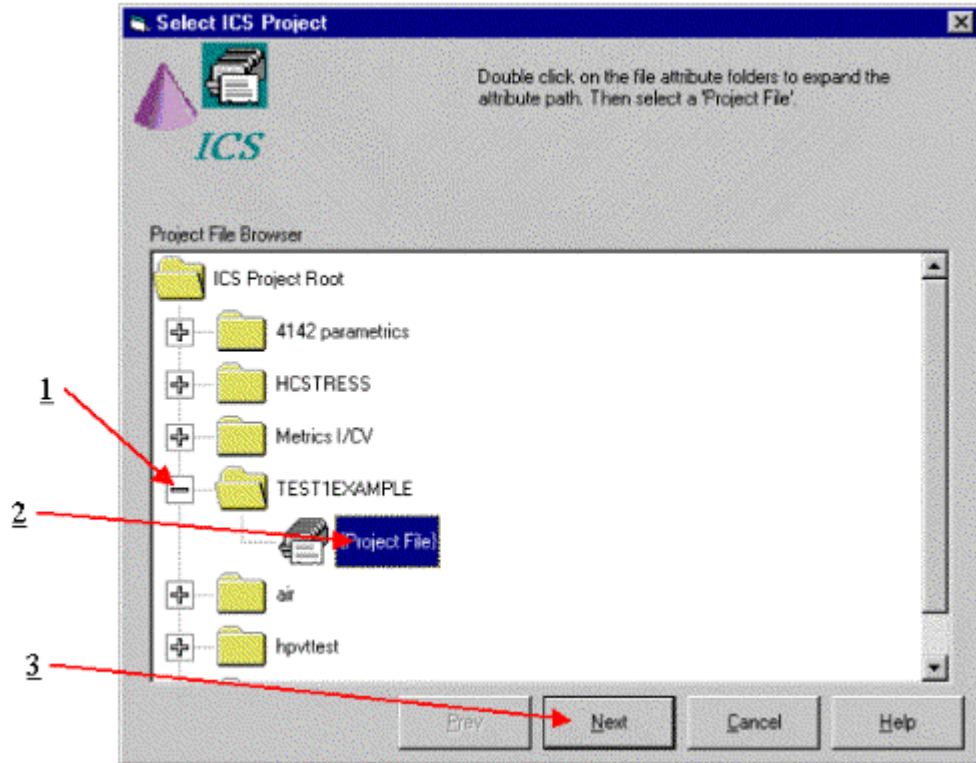 Select ICS Project
Double click on the file attribute folders to expand the
attribute path. Then select a 'Project File'.
ICS
Project File Browser
ICS Project Root
4142 parametrics
HCSTRESS
1
Metrics I/CV
TEST1EXAMPLE
2
{Project File}
air
hpvttest
3
Prev
Next
Cancel
Help